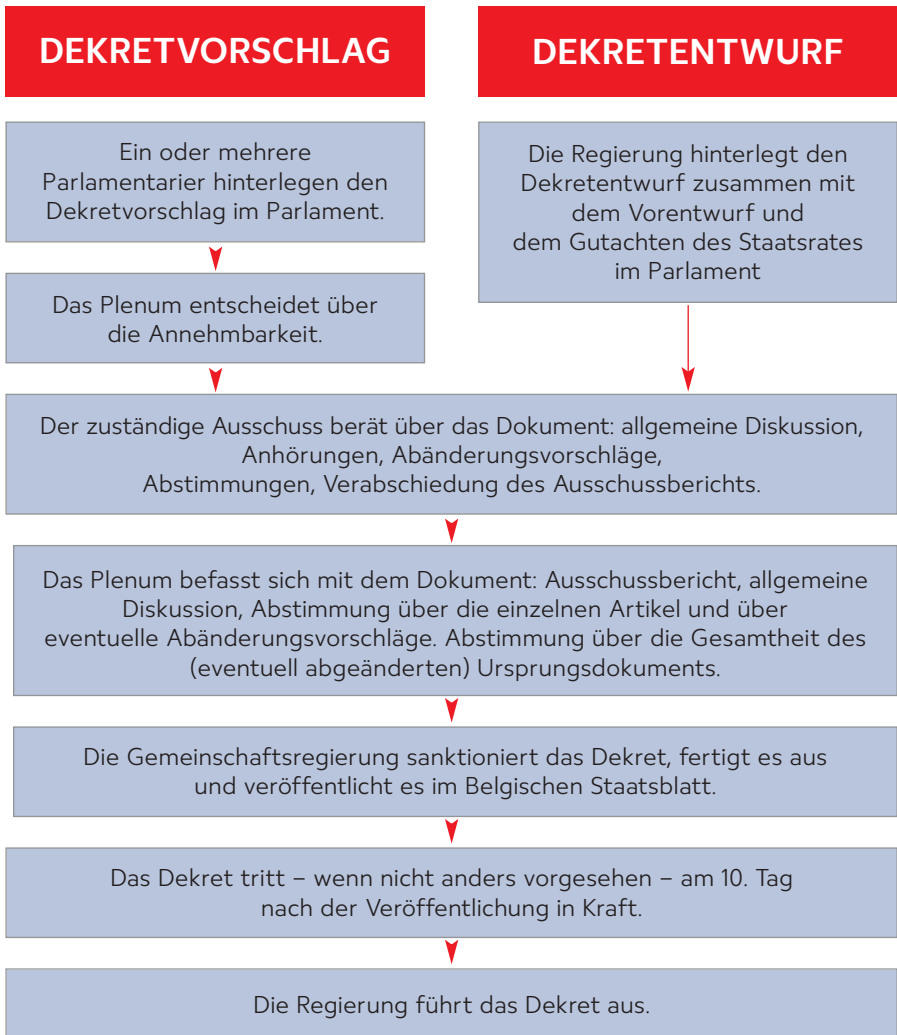 DEKRETVORSCHLAG
Ein oder mehrere
Parlamentarier hinterlegen den
Dekretvorschlag im Parlament.
Das Plenum entscheidet über
die Annehmbarkeit.
DEKRETENTWURF
Die Regierung hinterlegt den
Dekretentwurf zusammen mit
dem Vorentwurf und
dem Gutachten des Staatsrates
im Parlament
Der zuständige Ausschuss berät über das Dokument: allgemeine Diskussion,
Anhörungen, Abänderungsvorschläge,
Abstimmungen, Verabschiedung des Ausschussberichts.
Das Plenum befasst sich mit dem Dokument: Ausschussbericht, allgemeine
Diskussion, Abstimmung über die einzelnen Artikel und über
eventuelle Abänderungsvorschläge. Abstimmung über die Gesamtheit des
(eventuell abgeänderten) Ursprungsdokuments.
Die Gemeinschaftsregierung sanktioniert das Dekret, fertigt es aus
und veröffentlicht es im Belgischen Staatsblatt.
Das Dekret tritt – wenn nicht anders vorgesehen – am 10. Tag
nach der Veröffentlichung in Kraft.
Die Regierung führt das Dekret aus.